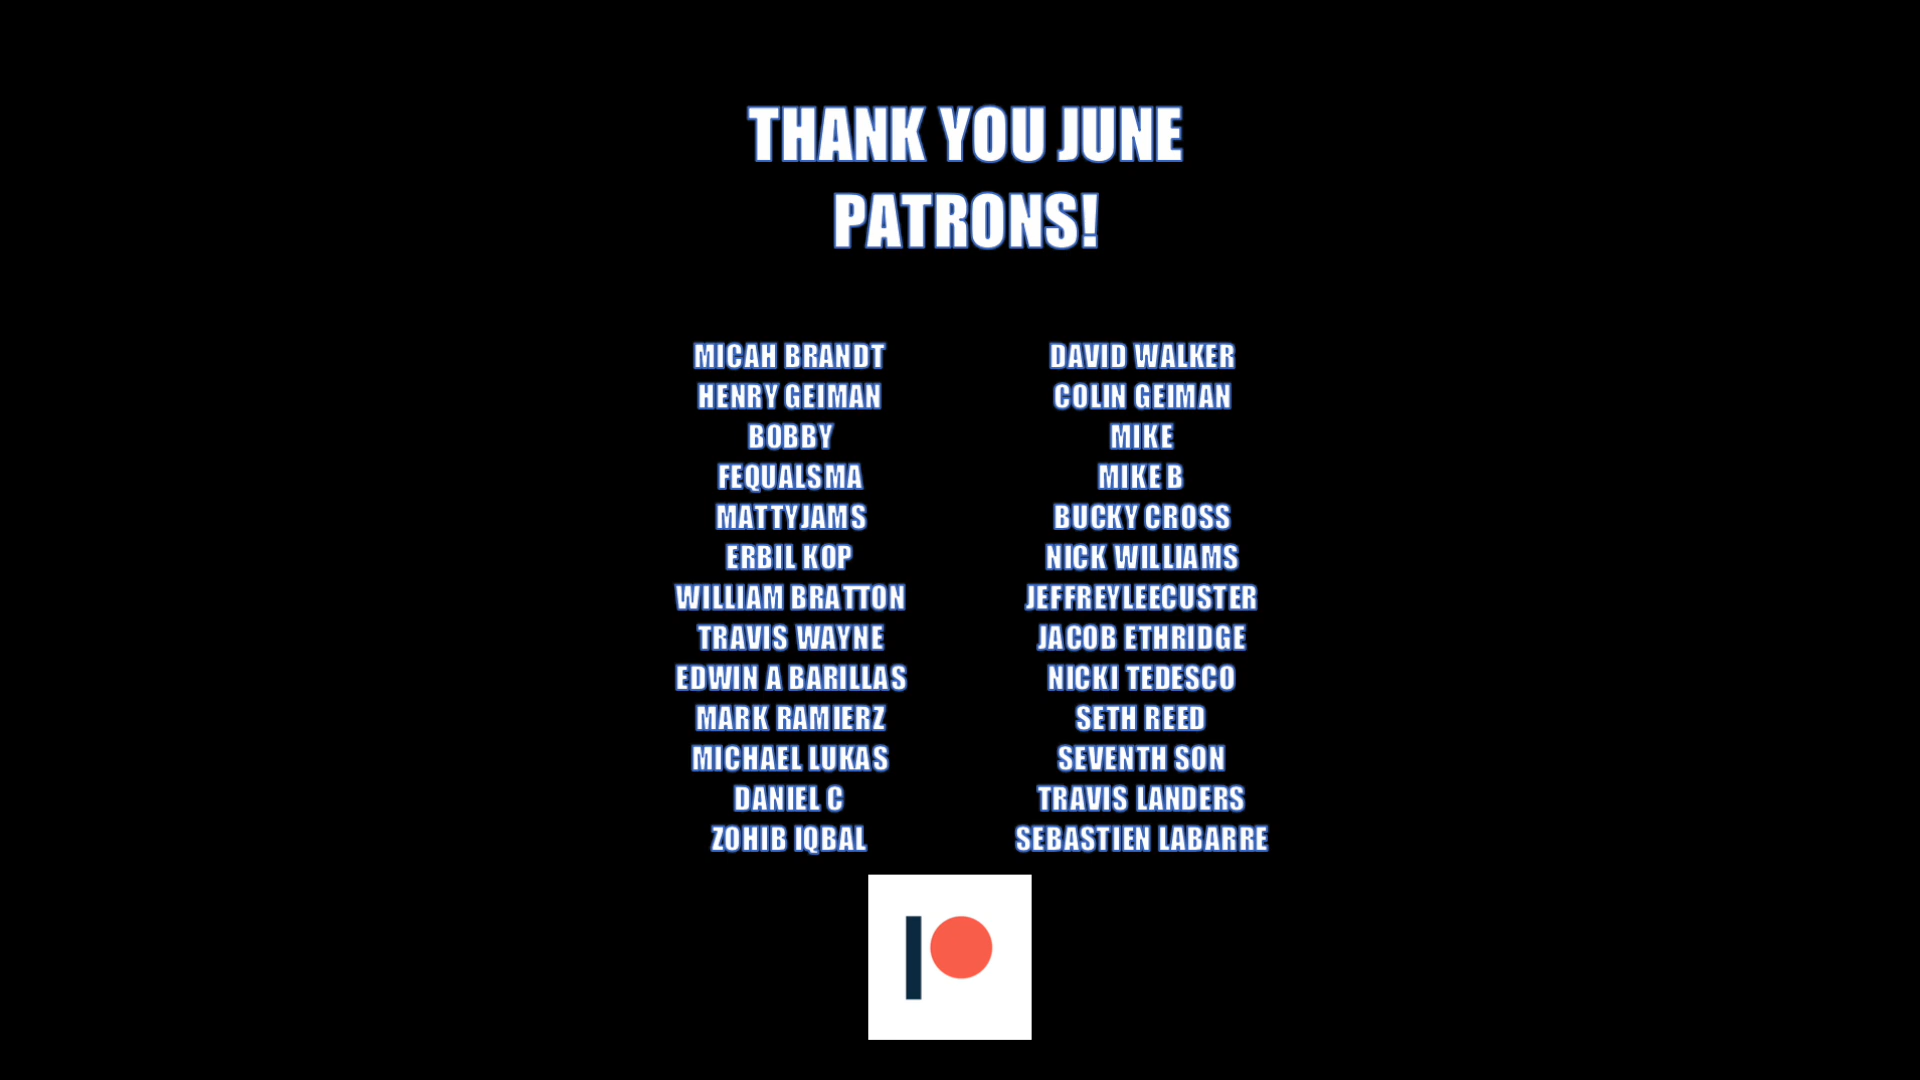 THANK YOU JUNE
PATRONS!
MICAH BRANDT
HENRY GEIMAN
BOBBY
FEQUALSMA
MATTYJAMS
ERBIL KOP
WILLIAM BRATTON
TRAVIS WAYNE
EDWIN A BARILLAS
MARK RAMIERZ
MICHAEL LUKAS
DANIEL C
ZOHIB IQBAL
DAVID WALKER
COLIN GEIMAN
MIKE
MIKE B
BUCKY CROSS
NICK WILLIAMS
JEFFREYLEECUSTER
JACOB ETHRIDGE
NICKI TEDESCO
SETH REED
SEVENTH SON
TRAVIS LANDERS
SEBASTIEN LABARRE